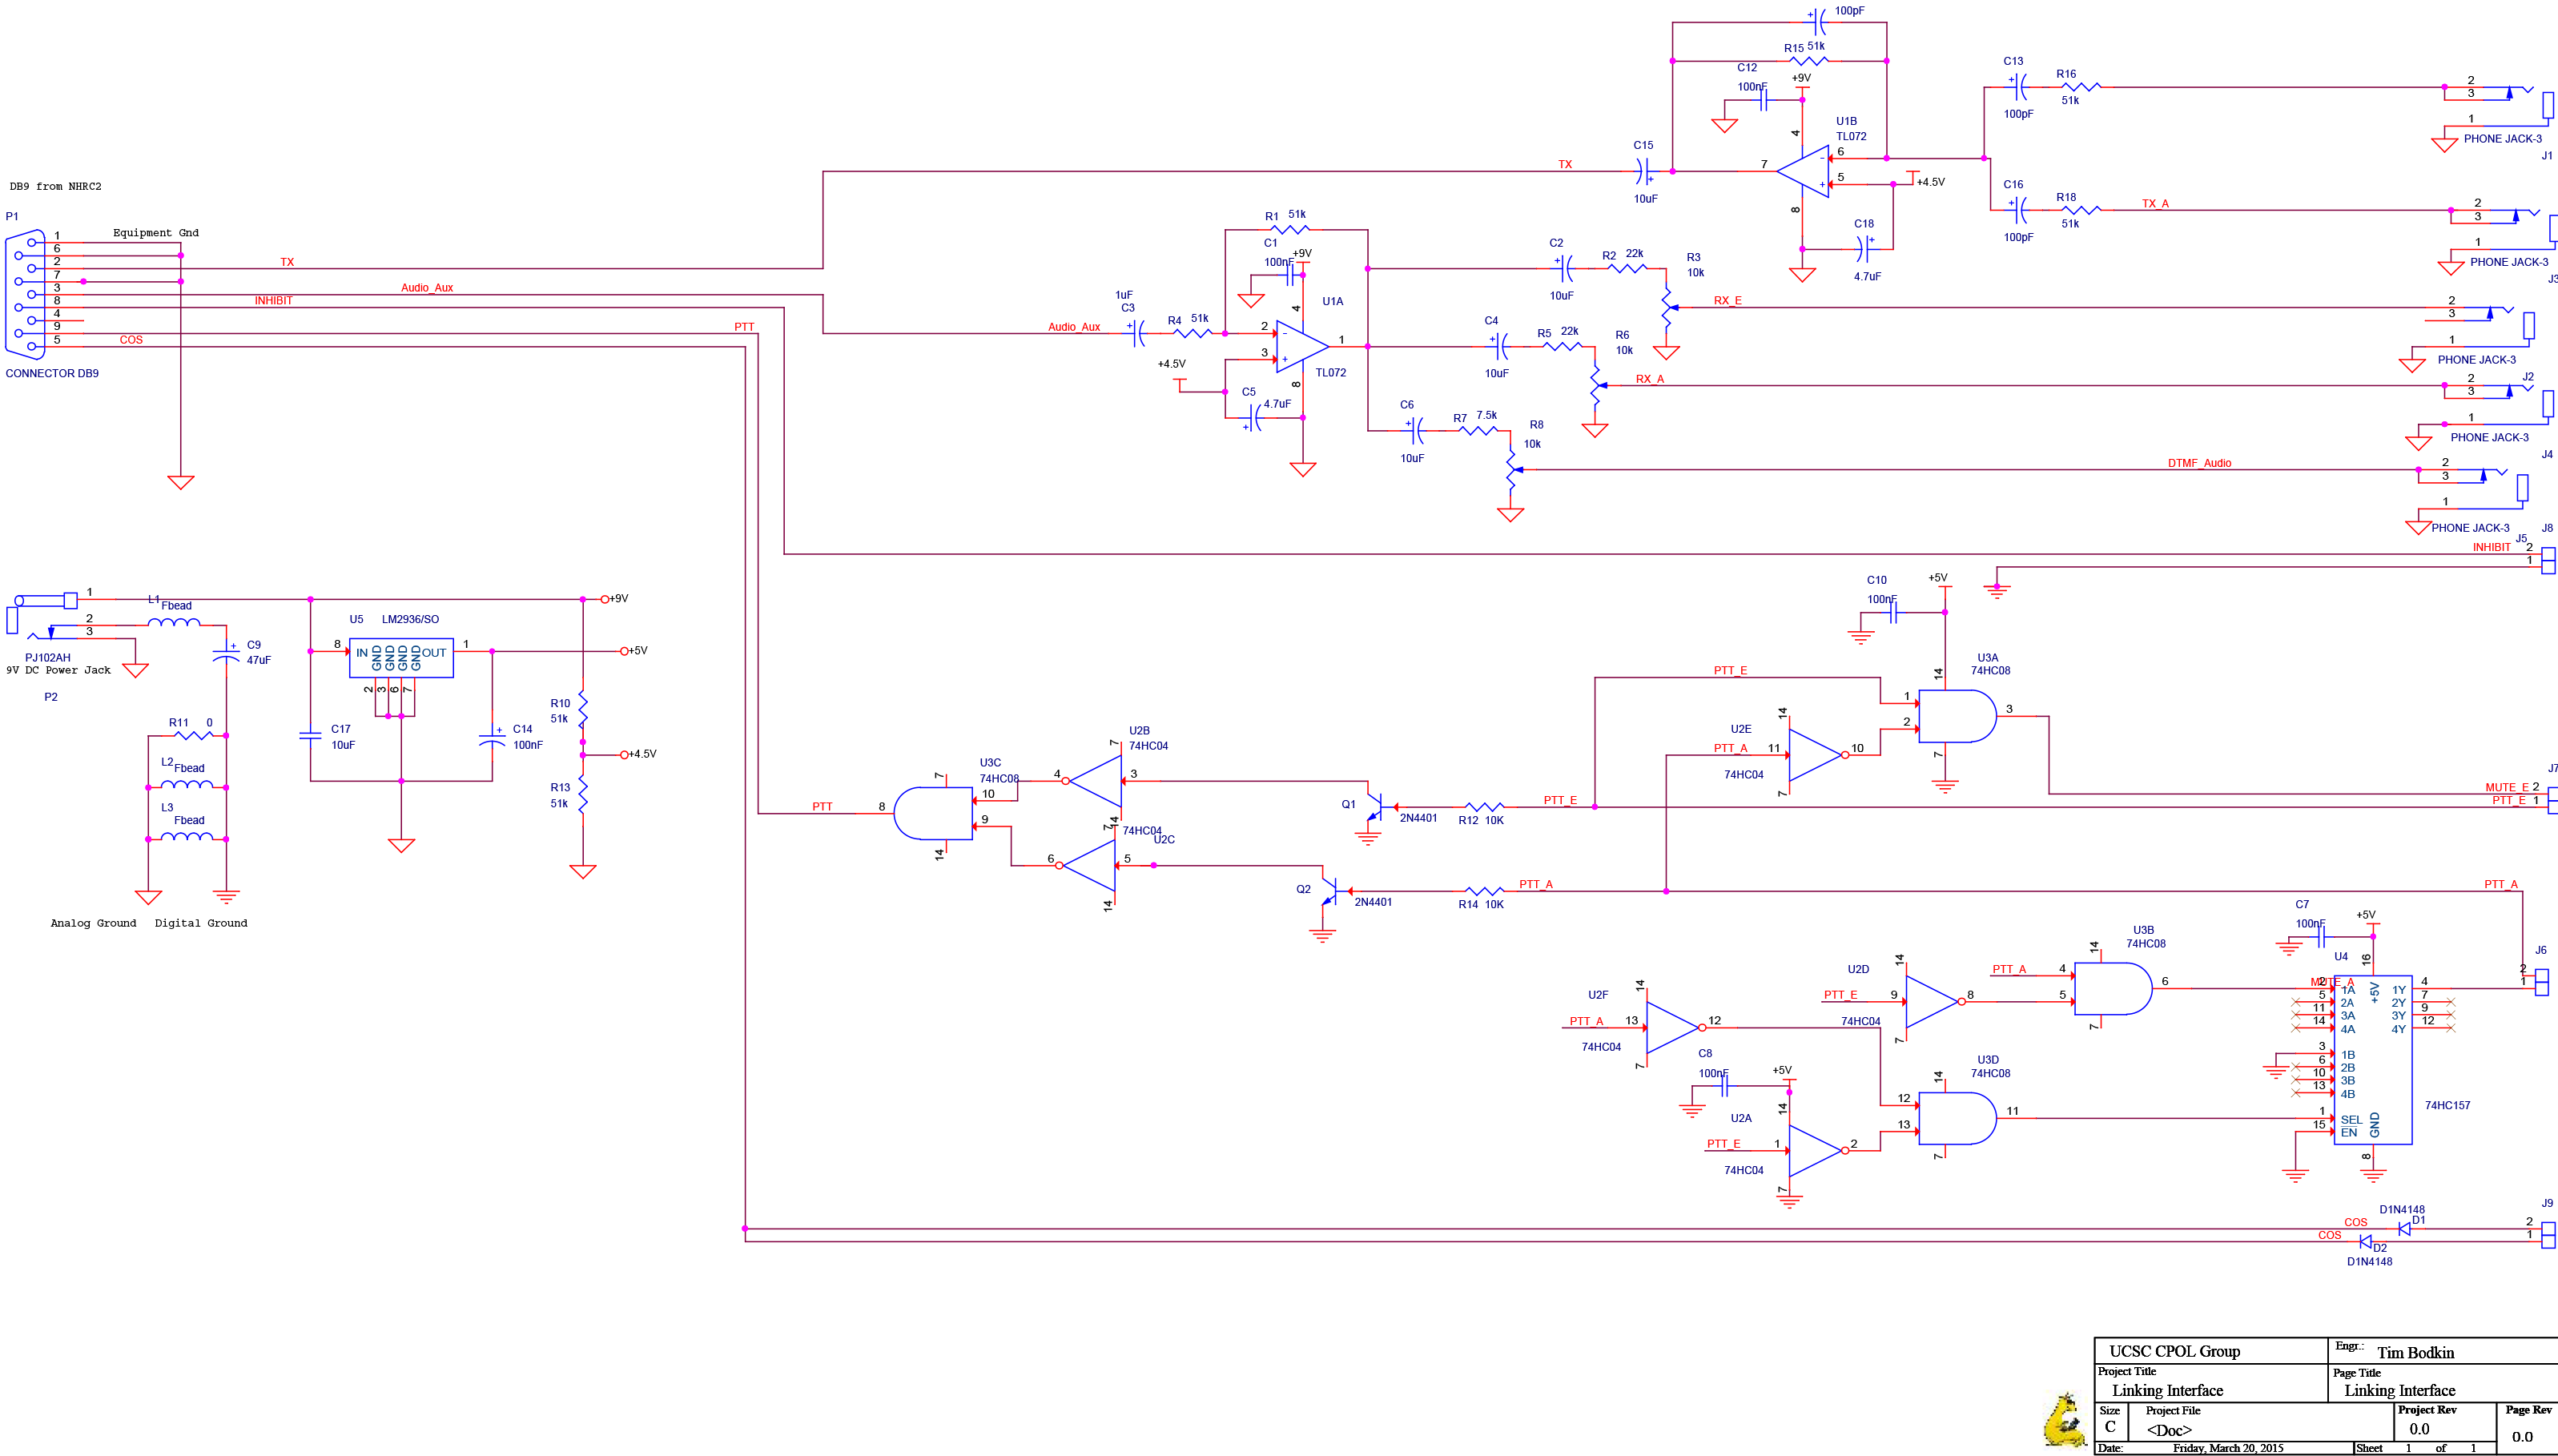 100pF
R15 51k
C12
100nF
+9V
4
U1B
TL072
7
6
5
8
+4.5V
C18
4.7uF
C15
10uF
TX
C13
100pF
R16
51k
2
3
1
PHONE JACK-3
J1
C16
100pF
R18
51k
TX_A
2
3
1
PHONE JACK-3
J3
DB9 from NHRC2
P1
1
6
2
7
3
8
4
9
5
CONNECTOR DB9
Equipment Gnd
TX
Audio_Aux
INHIBIT
PTT
COS
R1 51k
C1
100nF
+9V
U1A
4
1uF
C3
Audio_Aux
R4 51k
2
3
1
TL072
8
+4.5V
C5
4.7uF
C2
10uF
R2 22k
R3
10k
RX_E
2
3
1
PHONE JACK-3
J2
C4
10uF
R5 22k
R6
10k
RX_A
2
3
1
PHONE JACK-3
J4
C6
10uF
R7 7.5k
R8
10k
DTMF_Audio
2
3
1
PHONE JACK-3
J5
J8
INHIBIT 2
1
1
2
3
PJ102AH
9V DC Power Jack
P2
L1
Fbead
C9
47uF
R11 0
L2
Fbead
L3
Fbead
Analog Ground Digital Ground
U5 LM2936/SO
8
IN
GND
GND
GND
GND
OUT
1
2
3
6
7
C17
10uF
C14
100nF
+9V
+5V
R10
51k
+4.5V
R13
51k
C10
100nF
+5V
U3A
74HC08
14
PTT_E
1
2
3
7
U2E
14
PTT_A
11
10
74HC04
7
J7
MUTE_E 2
PTT_E 1
PTT
8
U3C
74HC08
7
10
9
14
U2B
74HC04
7
4
3
14
74HC04
U2C
7
6
5
14
Q1
2N4401
R12 10K
PTT_E
Q2
2N4401
R14 10K
PTT_A
PTT_A
J6
2
1
U2F
14
PTT_A
13
12
74HC04
7
U2D
14
PTT_E
9
8
74HC04
7
U3B
74HC08
14
PTT_A
4
5
6
7
C8
100nF
+5V
U2A
14
PTT_E
1
2
74HC04
7
U3D
74HC08
14
12
13
11
7
C7
100nF
+5V
U4
16
MUTE_A
2
5
11
14
3
6
10
13
1
15
1A
2A
3A
4A
1B
2B
3B
4B
SEL
EN
+5V
GND
1Y
2Y
3Y
4Y
4
7
9
12
8
74HC157
J9
D1N4148
COS
D1
2
COS
D2
1
D1N4148
UCSC CPOL Group
Engr.: Tim Bodkin
Project Title
Linking Interface
Page Title
Linking Interface
Size
C
Project File
<Doc>
Project Rev
0.0
Page Rev
0.0
Date: Friday, March 20, 2015
Sheet 1 of 1